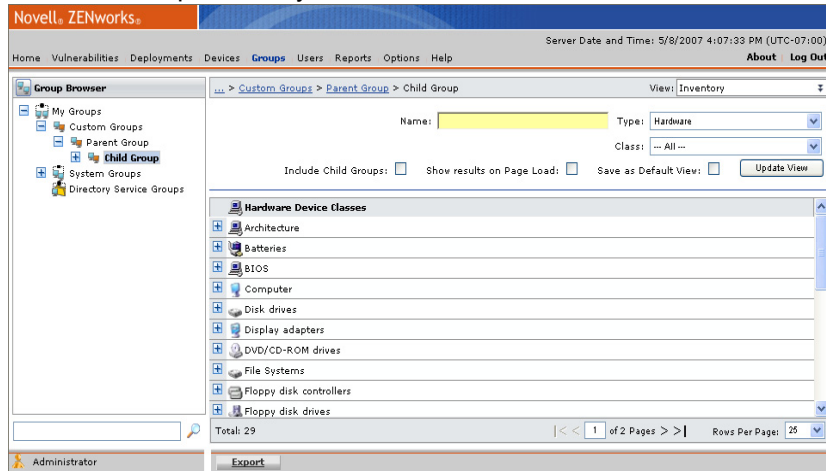 Novell® ZENworks®
Server Date and Time: 5/8/2007 4:07:33 PM (UTC-07:00)
Home Vulnerabilities Deployments Devices Groups Users Reports Options Help About | Log Out
Group Browser
... > Custom Groups > Parent Group > Child Group
View: Inventory
My Groups
Custom Groups
Parent Group
Child Group
System Groups
Directory Service Groups
Name:
Type: Hardware
Class: --- All ---
Include Child Groups: Show results on Page Load: Save as Default View: Update View
Hardware Device Classes
Architecture
Batteries
BIOS
Computer
Disk drives
Display adapters
DVD/CD-ROM drives
File Systems
Floppy disk controllers
Floppy disk drives
Total: 29 |< < 1 of 2 Pages > >| Rows Per Page: 25
Administrator
Export